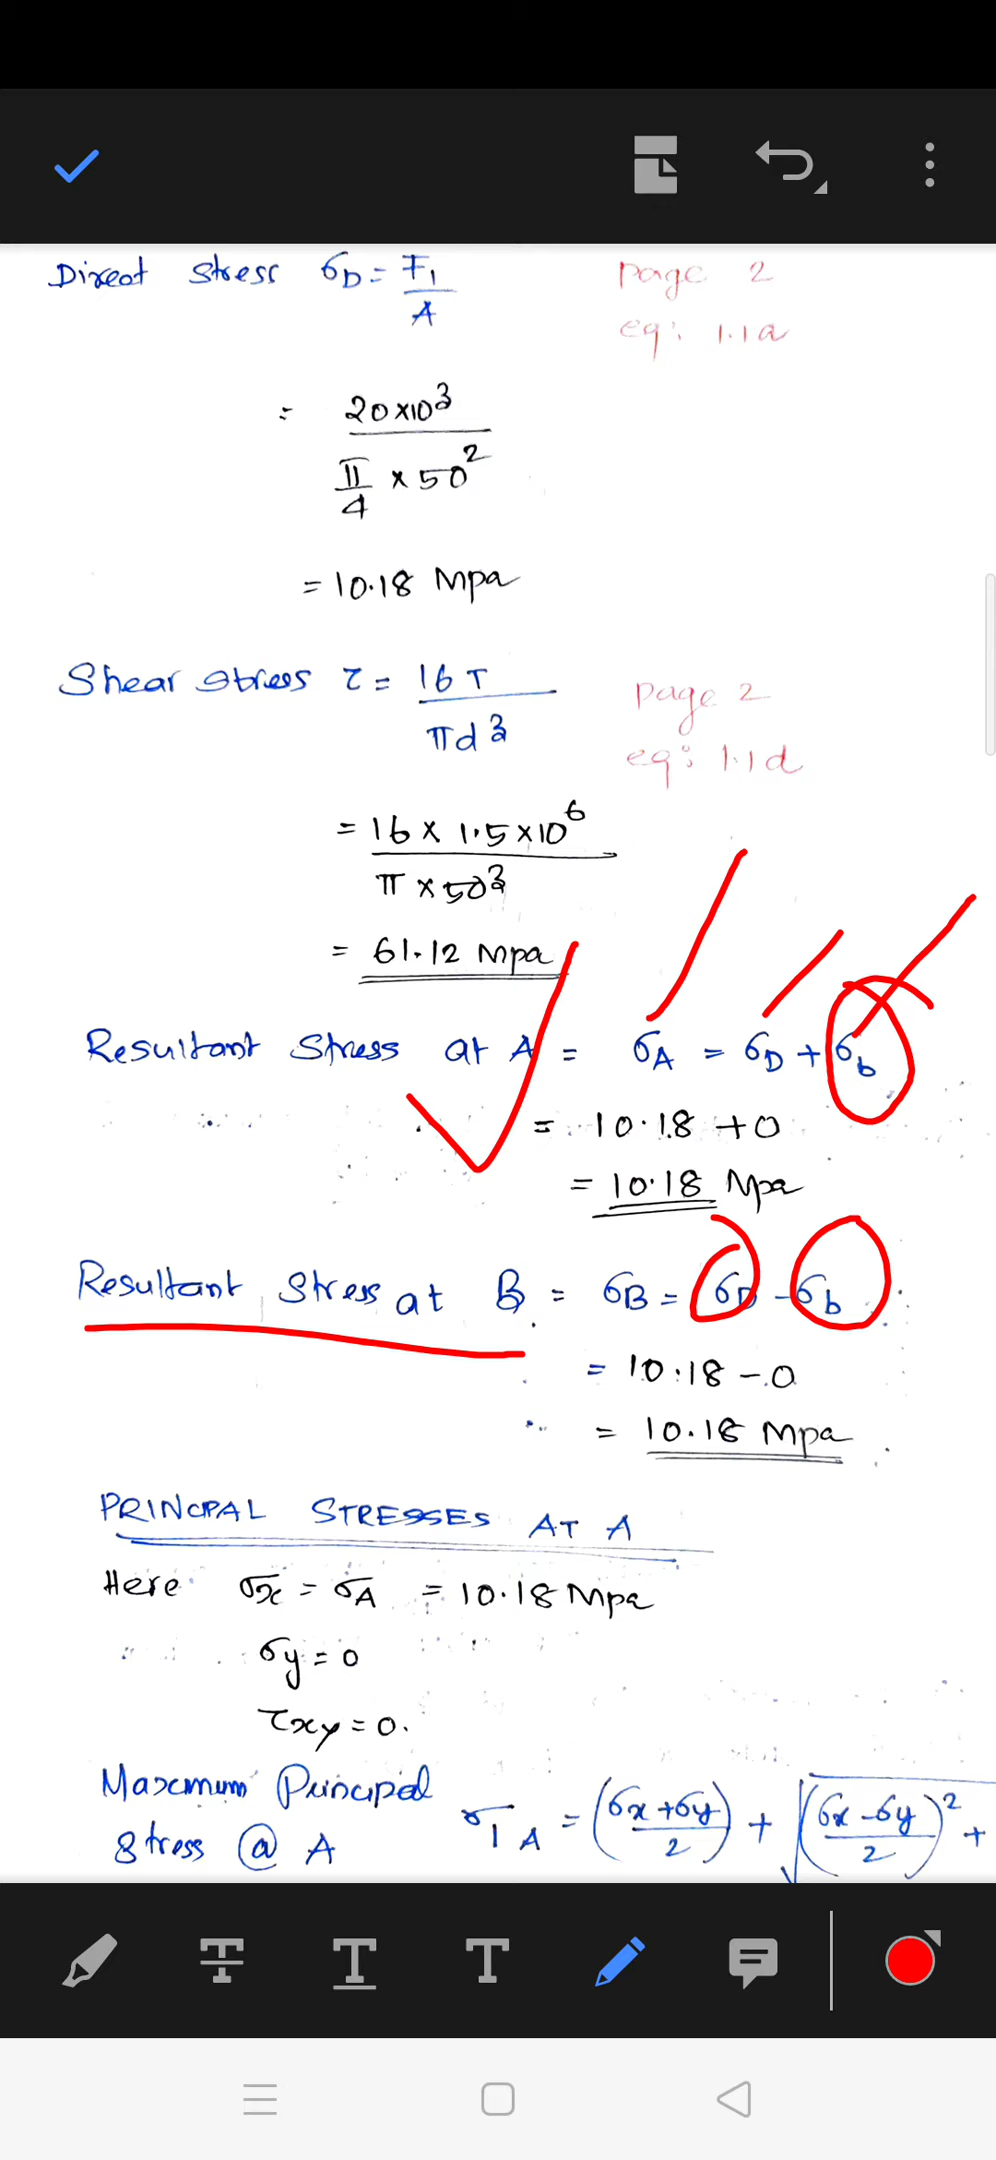 Direct stress σD = F1/A
page 2
eq: 1.1a
= 20×10³ / π/4 × 50²
= 10.18 Mpa
Shear stress τ = 16T / πd³
page 2
eq: 1.1d
= 16 × 1.5×10⁶ / π × 50³
= 61.12 Mpa
Resultant Stress at A = σA = σD + σb
= 10.18 + 0
= 10.18 Mpa
Resultant Stress at B = σB = σD - σb
= 10.18 - 0
= 10.18 Mpa
PRINCPAL STRESSES AT A
Here σx = σA = 10.18 Mpa
σy = 0
τxy = 0.
Maximum Principal
Stress @ A
σ1A = (σx + σy / 2) + √(σx - σy / 2)² +
T T T